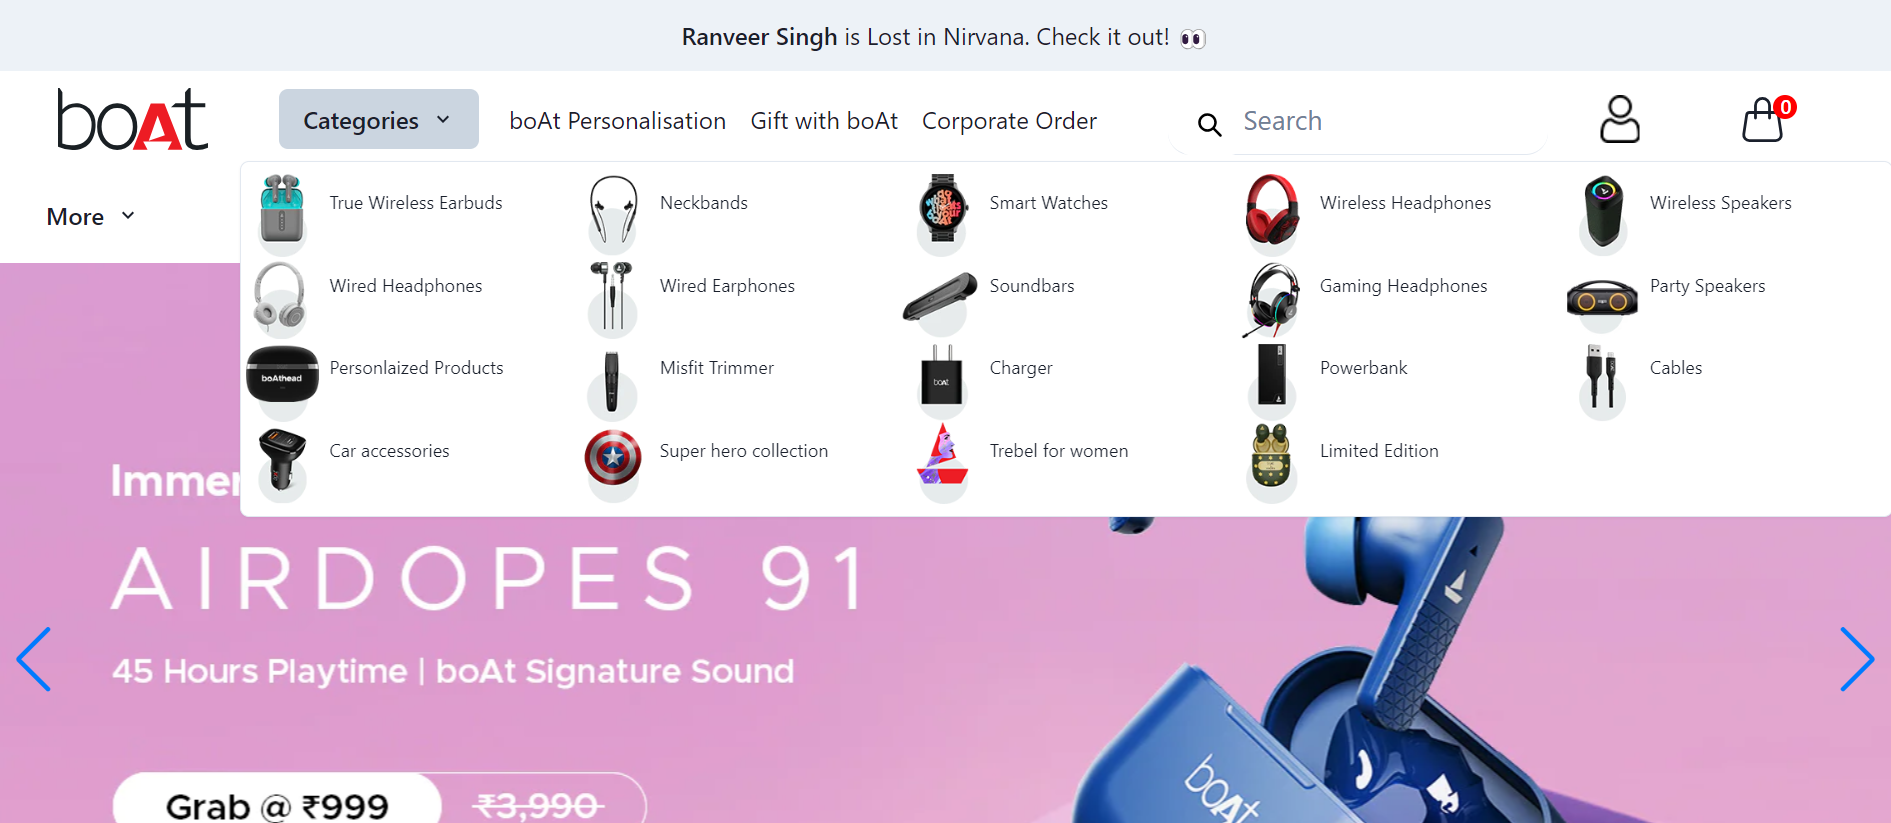 Ranveer Singh is Lost in Nirvana. Check it out! 👀
boAt
Categories
boAt Personalisation
Gift with boAt
Corporate Order
Search
0
More
True Wireless Earbuds
Neckbands
Smart Watches
Wireless Headphones
Wireless Speakers
Wired Headphones
Wired Earphones
Soundbars
Gaming Headphones
Party Speakers
boAthead
Personlaized Products
Misfit Trimmer
boAt
Charger
Powerbank
Cables
Car accessories
Super hero collection
Trebel for women
Limited Edition
Immer
AIRDOPES 91
45 Hours Playtime | boAt Signature Sound
Grab @ ₹999
₹3,990
boAt